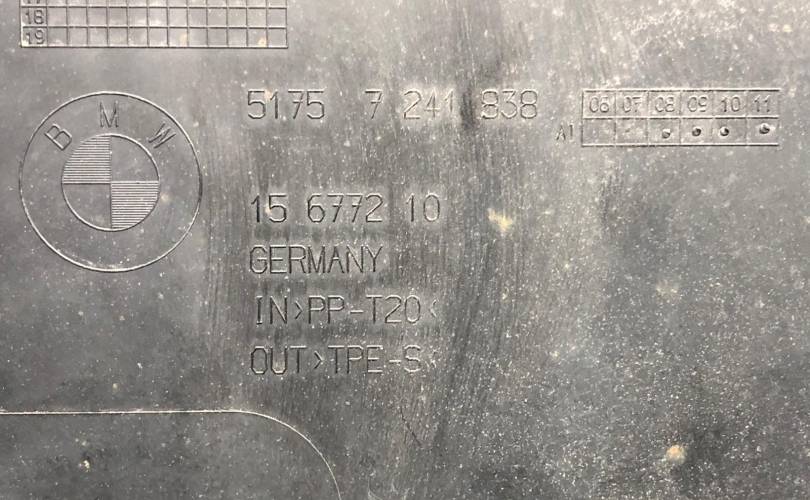 18
19
BMW
5175 7 241 838
06 07 08 09 10 11
A1
15 6772 10
GERMANY
IN>PP-T20<
OUT>TPE-S<